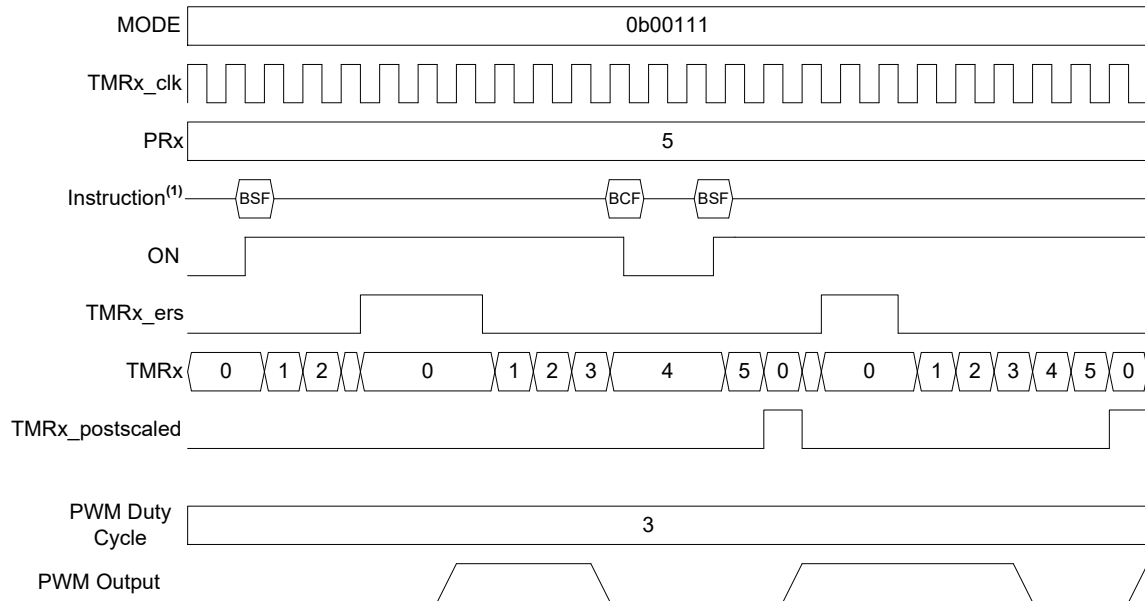 MODE 0b00111
TMRx_clk
PRx 5
Instruction(1) BSF BCF BSF
ON
TMRx_ers
TMRx 0 1 2 0 1 2 3 4 5 0 0 1 2 3 4 5 0
TMRx_postscaled
PWM Duty
Cycle 3
PWM Output